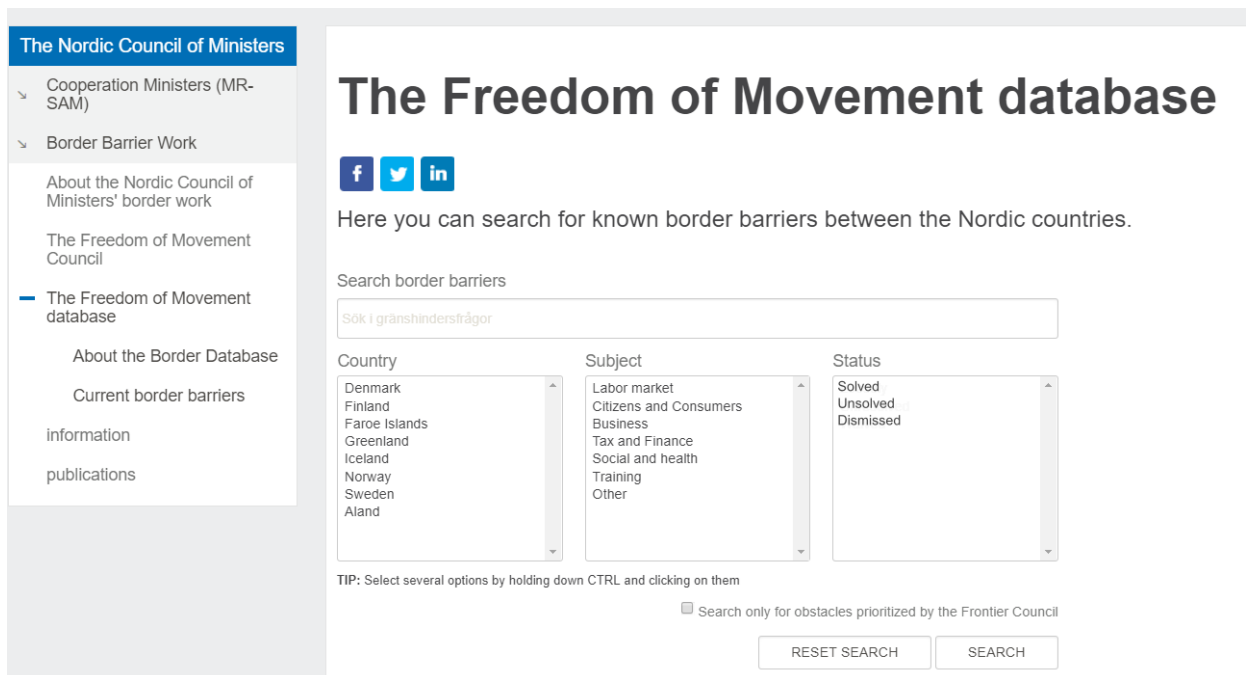 The Nordic Council of Ministers
Cooperation Ministers (MR-
SAM)
Border Barrier Work
About the Nordic Council of
Ministers' border work
The Freedom of Movement
Council
The Freedom of Movement
database
About the Border Database
Current border barriers
information
publications
The Freedom of Movement database
f
in
Here you can search for known border barriers between the Nordic countries.
Search border barriers
Sök i gränshindersfrågor
Country
Denmark
Finland
Faroe Islands
Greenland
Iceland
Norway
Sweden
Aland
Subject
Labor market
Citizens and Consumers
Business
Tax and Finance
Social and health
Training
Other
Status
Solved
Unsolved
Dismissed
TIP: Select several options by holding down CTRL and clicking on them
Search only for obstacles prioritized by the Frontier Council
RESET SEARCH
SEARCH